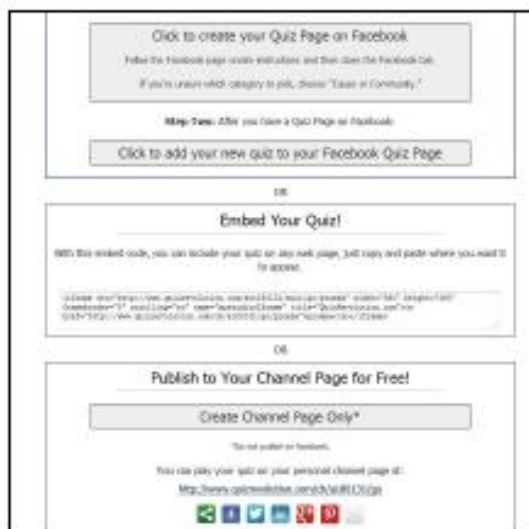 Click to create your Quiz Page on Facebook
Follow the Facebook page create instructions and then close the Facebook tab.
If you're unsure which category to pick, choose "Cause or Community."
Step Two: After you have a Quiz Page on Facebook
Click to add your new quiz to your Facebook Quiz Page
OR
Embed Your Quiz!
With this embed code, you can include your quiz on any web page, just copy and paste where you want it
to appear.
OR
Publish to Your Channel Page for Free!
Create Channel Page Only*
*Do not publish on Facebook.
You can play your quiz on your personal channel page at: